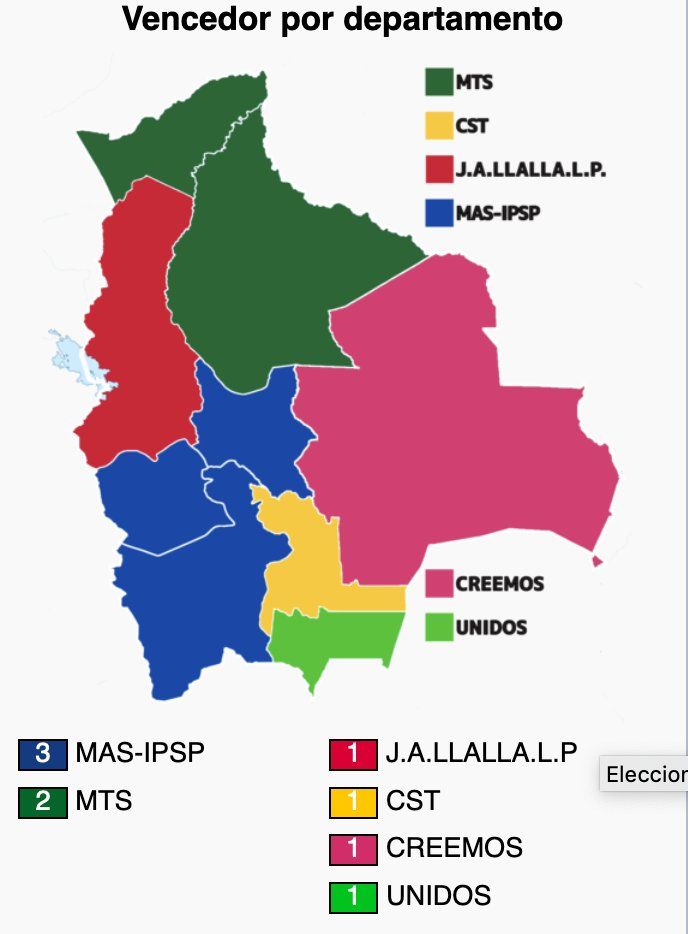 Vencedor por departamento
MTS
CST
J.A.LLALLA.L.P.
MAS-IPSP
CREEMOS
UNIDOS
3 MAS-IPSP
2 MTS
1 J.A.LLALLA.L.P
1 CST
1 CREEMOS
1 UNIDOS
Eleccion